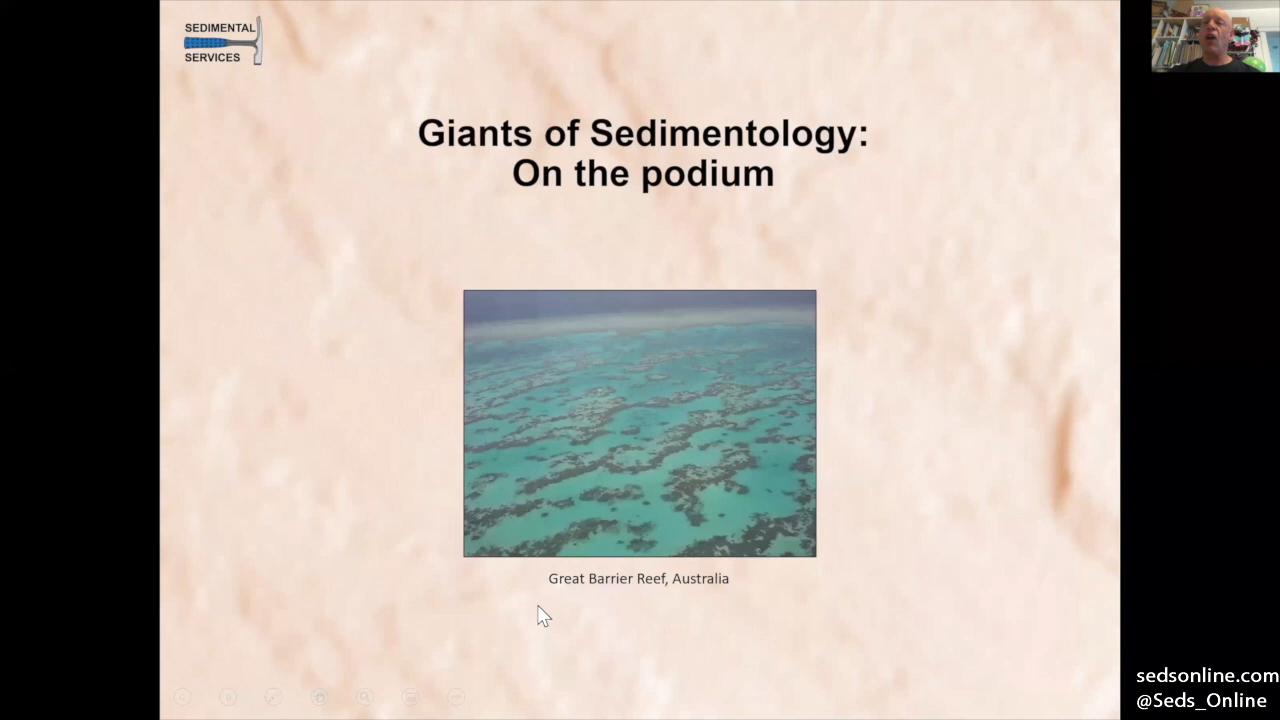 SEDIMENTAL
SERVICES
Giants of Sedimentology:
On the podium
Great Barrier Reef, Australia
sedsonline.com
@Seds_Online